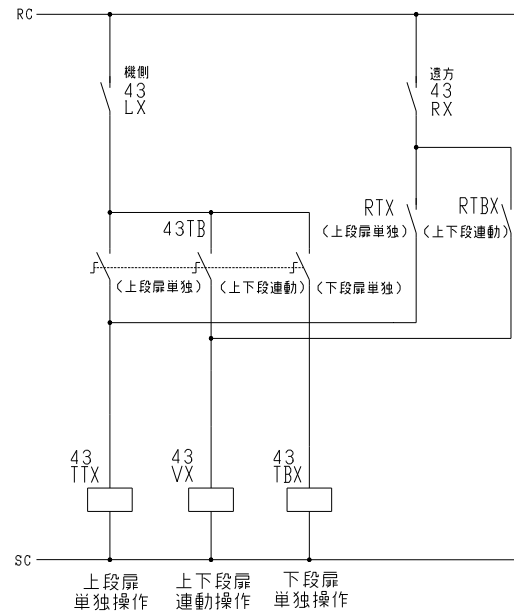 RC
機側
43
LX
遠方
43
RX
RTX
(上段扉単独)
RTBX
(上下段連動)
43TB
(上段扉単独)
(上下段連動)
(下段扉単独)
43
TTX
43
VX
43
TBX
SC
上段扉
単独操作
上下段扉
連動操作
下段扉
単独操作